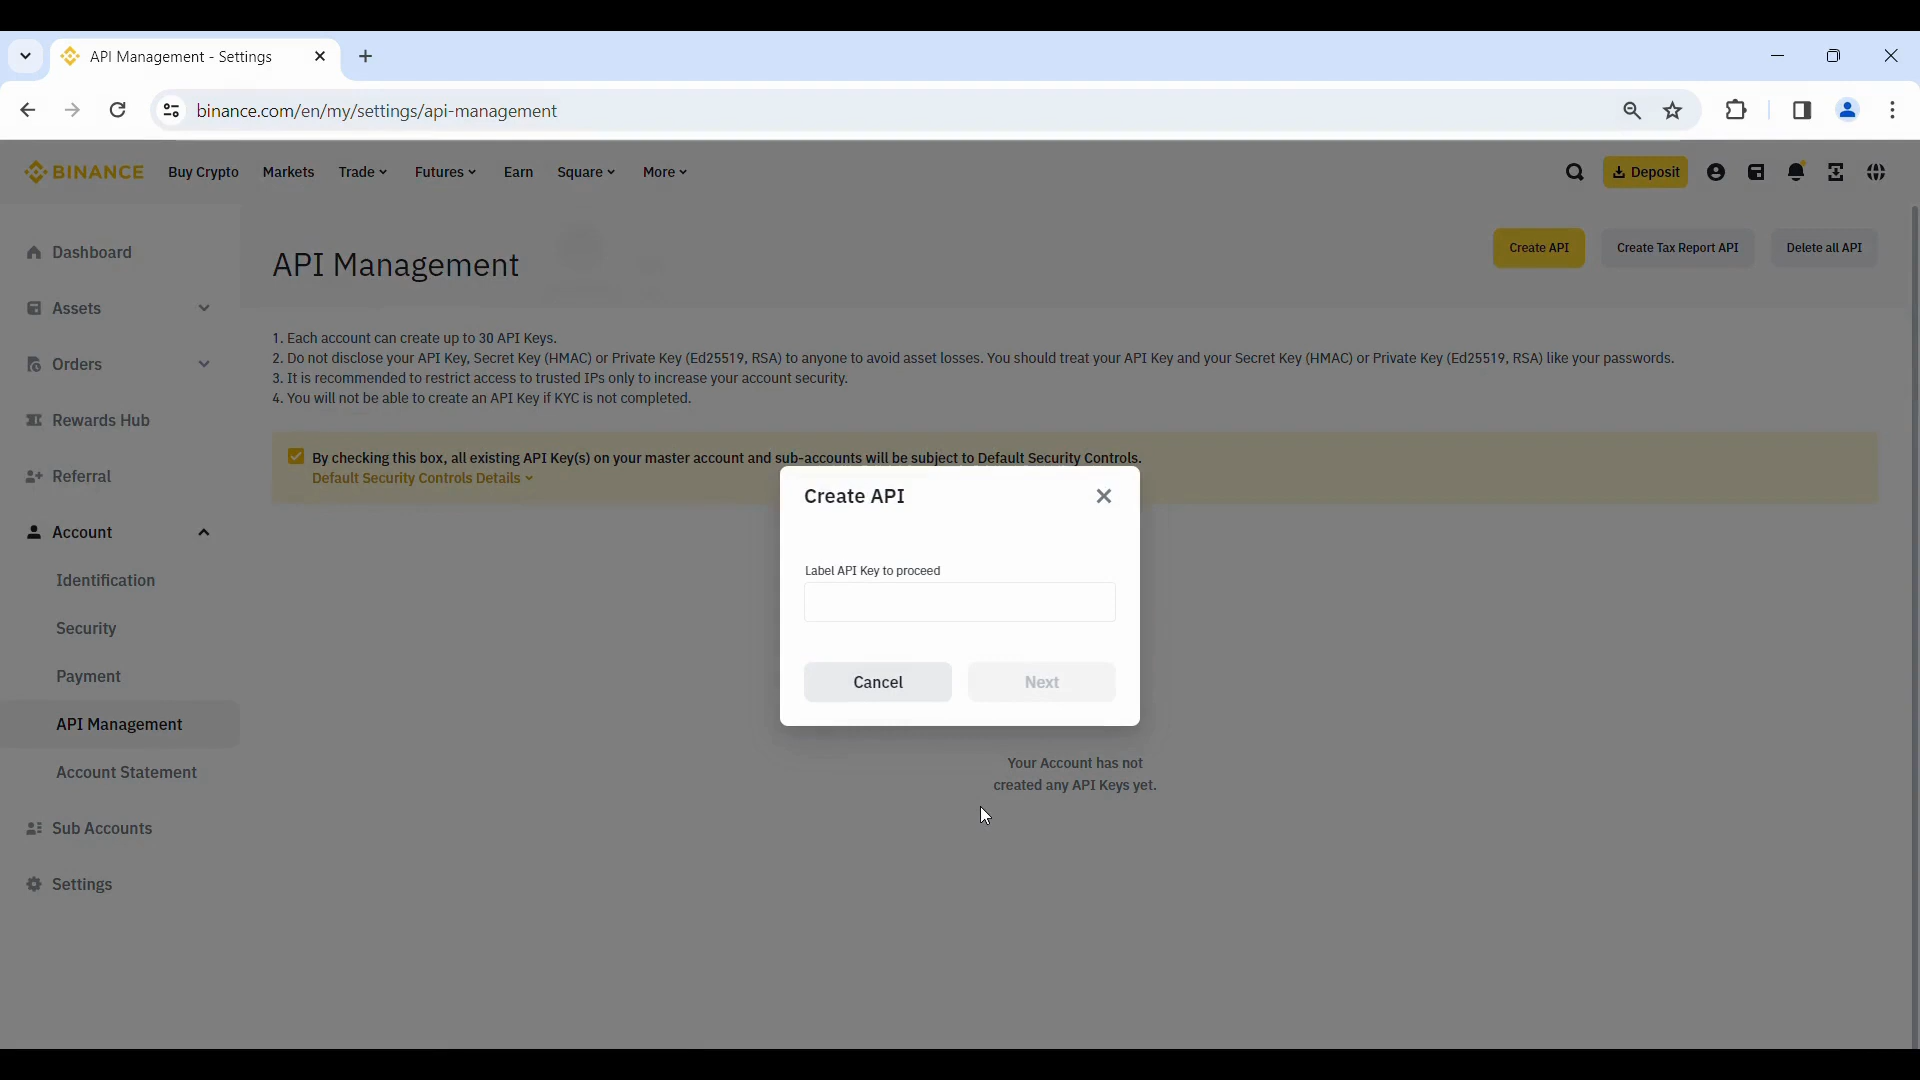 API Management - Settings
binance.com/en/my/settings/api-management
BINANCE Buy Crypto Markets Trade Futures Earn Square More Deposit
Dashboard
Assets
Orders
Rewards Hub
Referral
Account
Identification
Security
Payment
API Management
Account Statement
Sub Accounts
Settings
API Management
Create API Create Tax Report API Delete all API
1. Each account can create up to 30 API Keys.
2. Do not disclose your API Key, Secret Key (HMAC) or Private Key (Ed25519, RSA) to anyone to avoid asset losses. You should treat your API Key and your Secret Key (HMAC) or Private Key (Ed25519, RSA) like your passwords.
3. It is recommended to restrict access to trusted IPs only to increase your account security.
4. You will not be able to create an API Key if KYC is not completed.
By checking this box, all existing API Key(s) on your master account and sub-accounts will be subject to Default Security Controls.
Default Security Controls Details
Create API
Label API Key to proceed
Cancel Next
Your Account has not
created any API Keys yet.